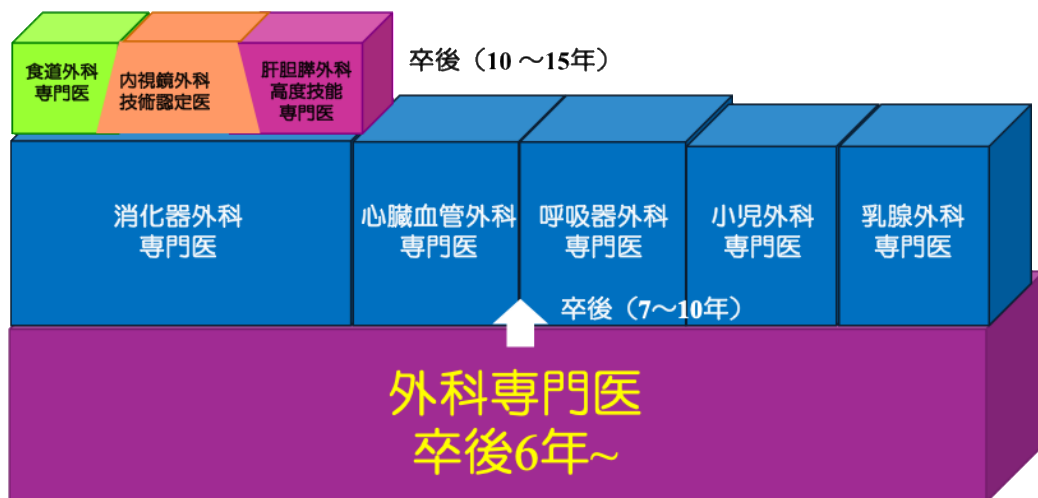 食道外科
専門医
内視鏡外科
技術認定医
肝胆膵外科
高度技能
専門医
卒後（10～15年）
消化器外科
専門医
心臓血管外科
専門医
呼吸器外科
専門医
小児外科
専門医
乳腺外科
専門医
卒後（7～10年）
外科専門医
卒後6年~